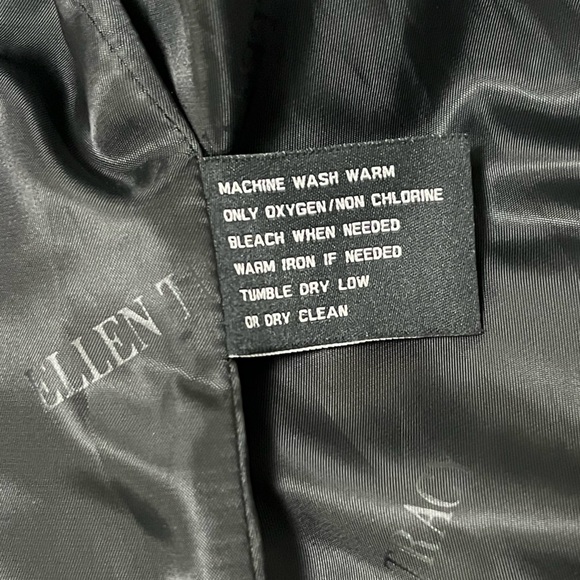 MACHINE WASH WARM
ONLY OXYGEN/NON CHLORINE
BLEACH WHEN NEEDED
WARM IRON IF NEEDED
TUMBLE DRY LOW
OR DRY CLEAN
ELLEN T
TRAC